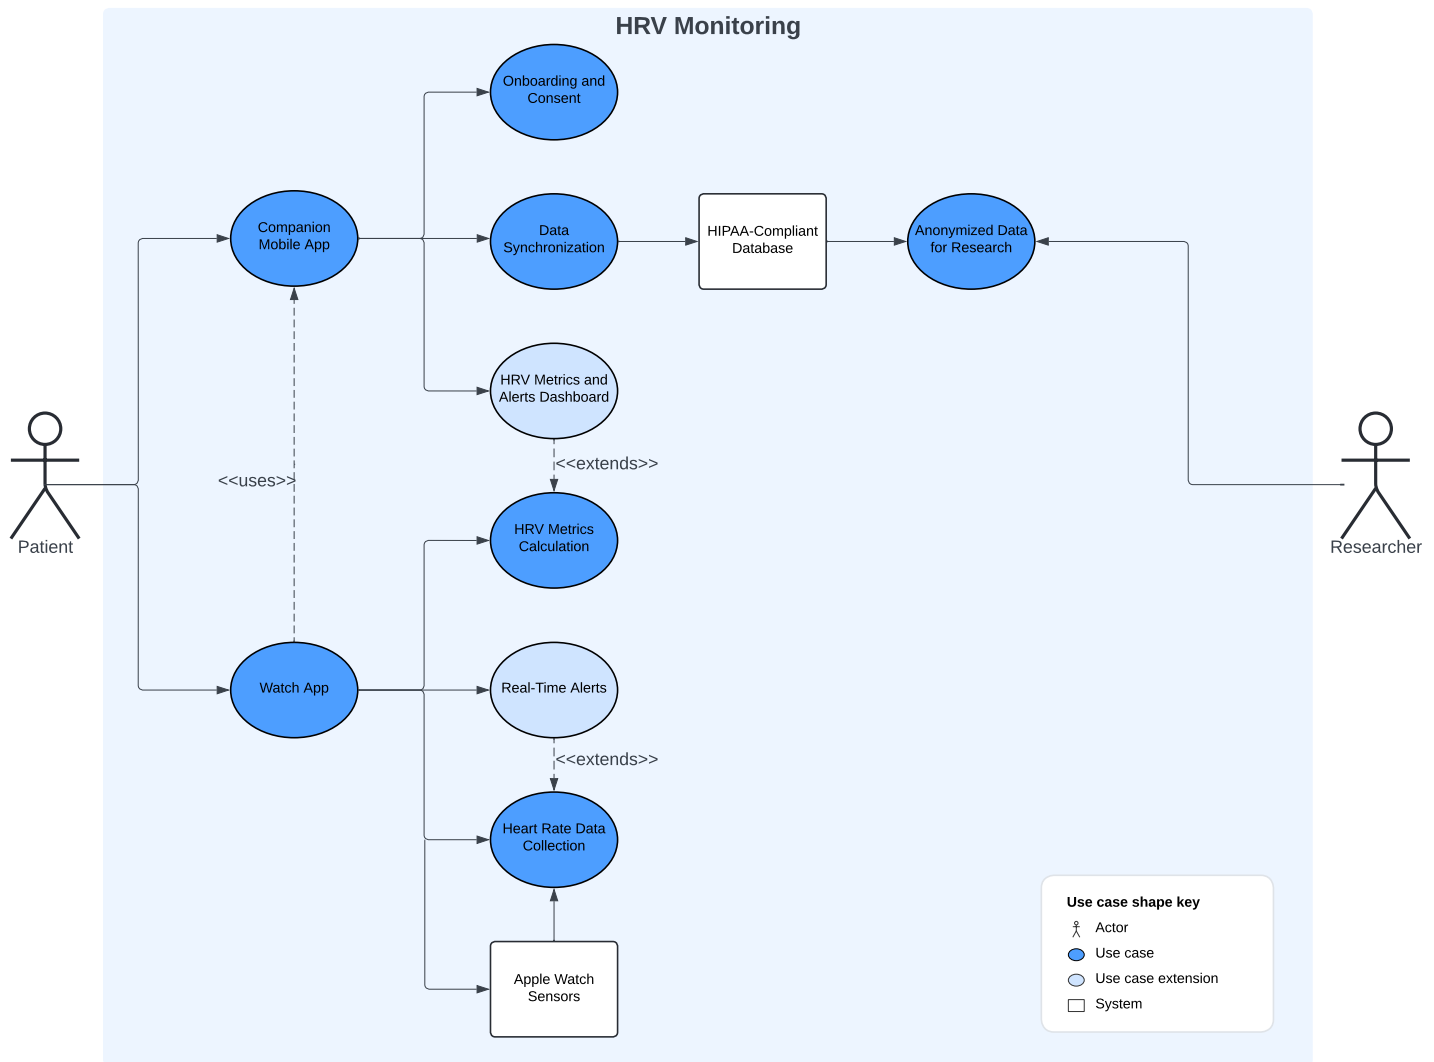 HRV Monitoring
Onboarding and
Consent
Companion
Mobile App
Data
Synchronization
HIPAA-Compliant
Database
Anonymized Data
for Research
HRV Metrics and
Alerts Dashboard
<<extends>>
<<uses>>
HRV Metrics
Calculation
Patient
Researcher
Watch App
Real-Time Alerts
<<extends>>
Heart Rate Data
Collection
Apple Watch
Sensors
Use case shape key
Actor
Use case
Use case extension
System